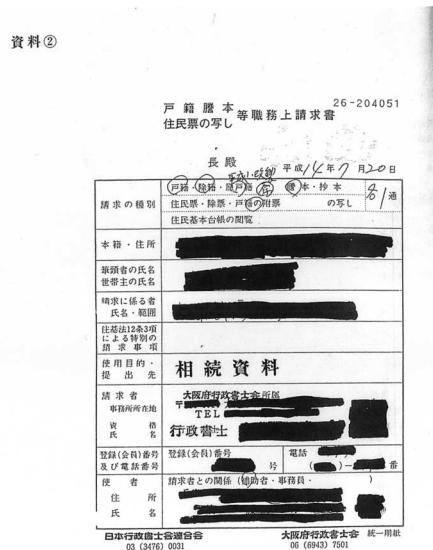 資料②
戸籍謄本
住民票の写し
等職務上請求書
26-204051
長殿
平成14年7月20日
請求の種別
戸籍・除籍・原戸籍
謄本・抄本
各1通
住民票・除票・戸籍の附票 の写し
住民基本台帳の閲覧
本籍・住所
筆頭者の氏名
世帯主の氏名
請求に係る者
氏名・範囲
住基法12条3項
による特別の
請求事項
使用目的・
提出先
相続資料
請求者
事務所所在地
資格
氏名
大阪府行政書士会所属
〒
TEL
行政書士
登録(会員)番号
及び電話番号
登録(会員)番号
号
電話
( ) ー 番
使者
住所
氏名
請求者との関係(補助者・事務員・ )
日本行政書士会連合会
03 (3476) 0031
大阪府行政書士会
06 (6943) 7501
統一用紙